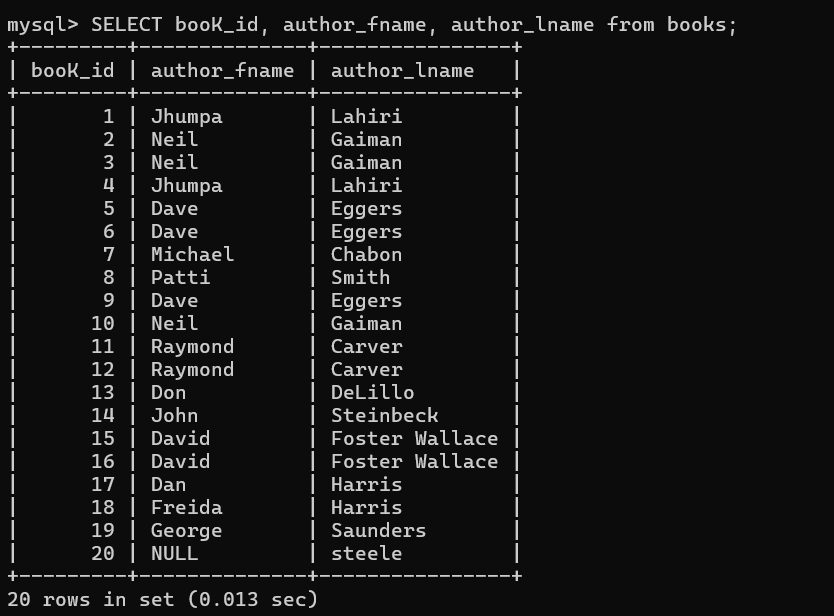 mysql> SELECT booK_id, author_fname, author_lname from books;
+---------+--------------+----------------+
| booK_id | author_fname | author_lname   |
+---------+--------------+----------------+
|       1 | Jhumpa       | Lahiri         |
|       2 | Neil         | Gaiman         |
|       3 | Neil         | Gaiman         |
|       4 | Jhumpa       | Lahiri         |
|       5 | Dave         | Eggers         |
|       6 | Dave         | Eggers         |
|       7 | Michael      | Chabon         |
|       8 | Patti        | Smith          |
|       9 | Dave         | Eggers         |
|      10 | Neil         | Gaiman         |
|      11 | Raymond      | Carver         |
|      12 | Raymond      | Carver         |
|      13 | Don          | DeLillo        |
|      14 | John         | Steinbeck      |
|      15 | David        | Foster Wallace |
|      16 | David        | Foster Wallace |
|      17 | Dan          | Harris         |
|      18 | Freida       | Harris         |
|      19 | George       | Saunders       |
|      20 | NULL         | steele         |
+---------+--------------+----------------+
20 rows in set (0.013 sec)